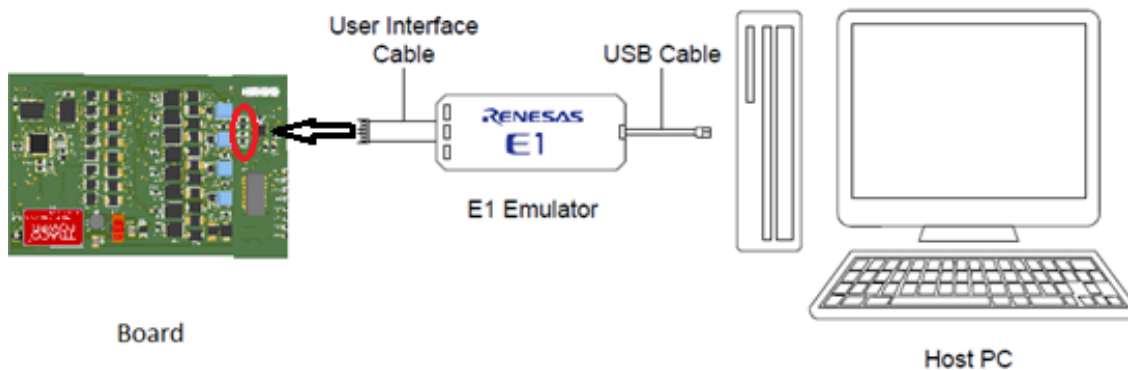 User Interface
Cable
USB Cable
RENESAS
E1
E1 Emulator
Board
Host PC